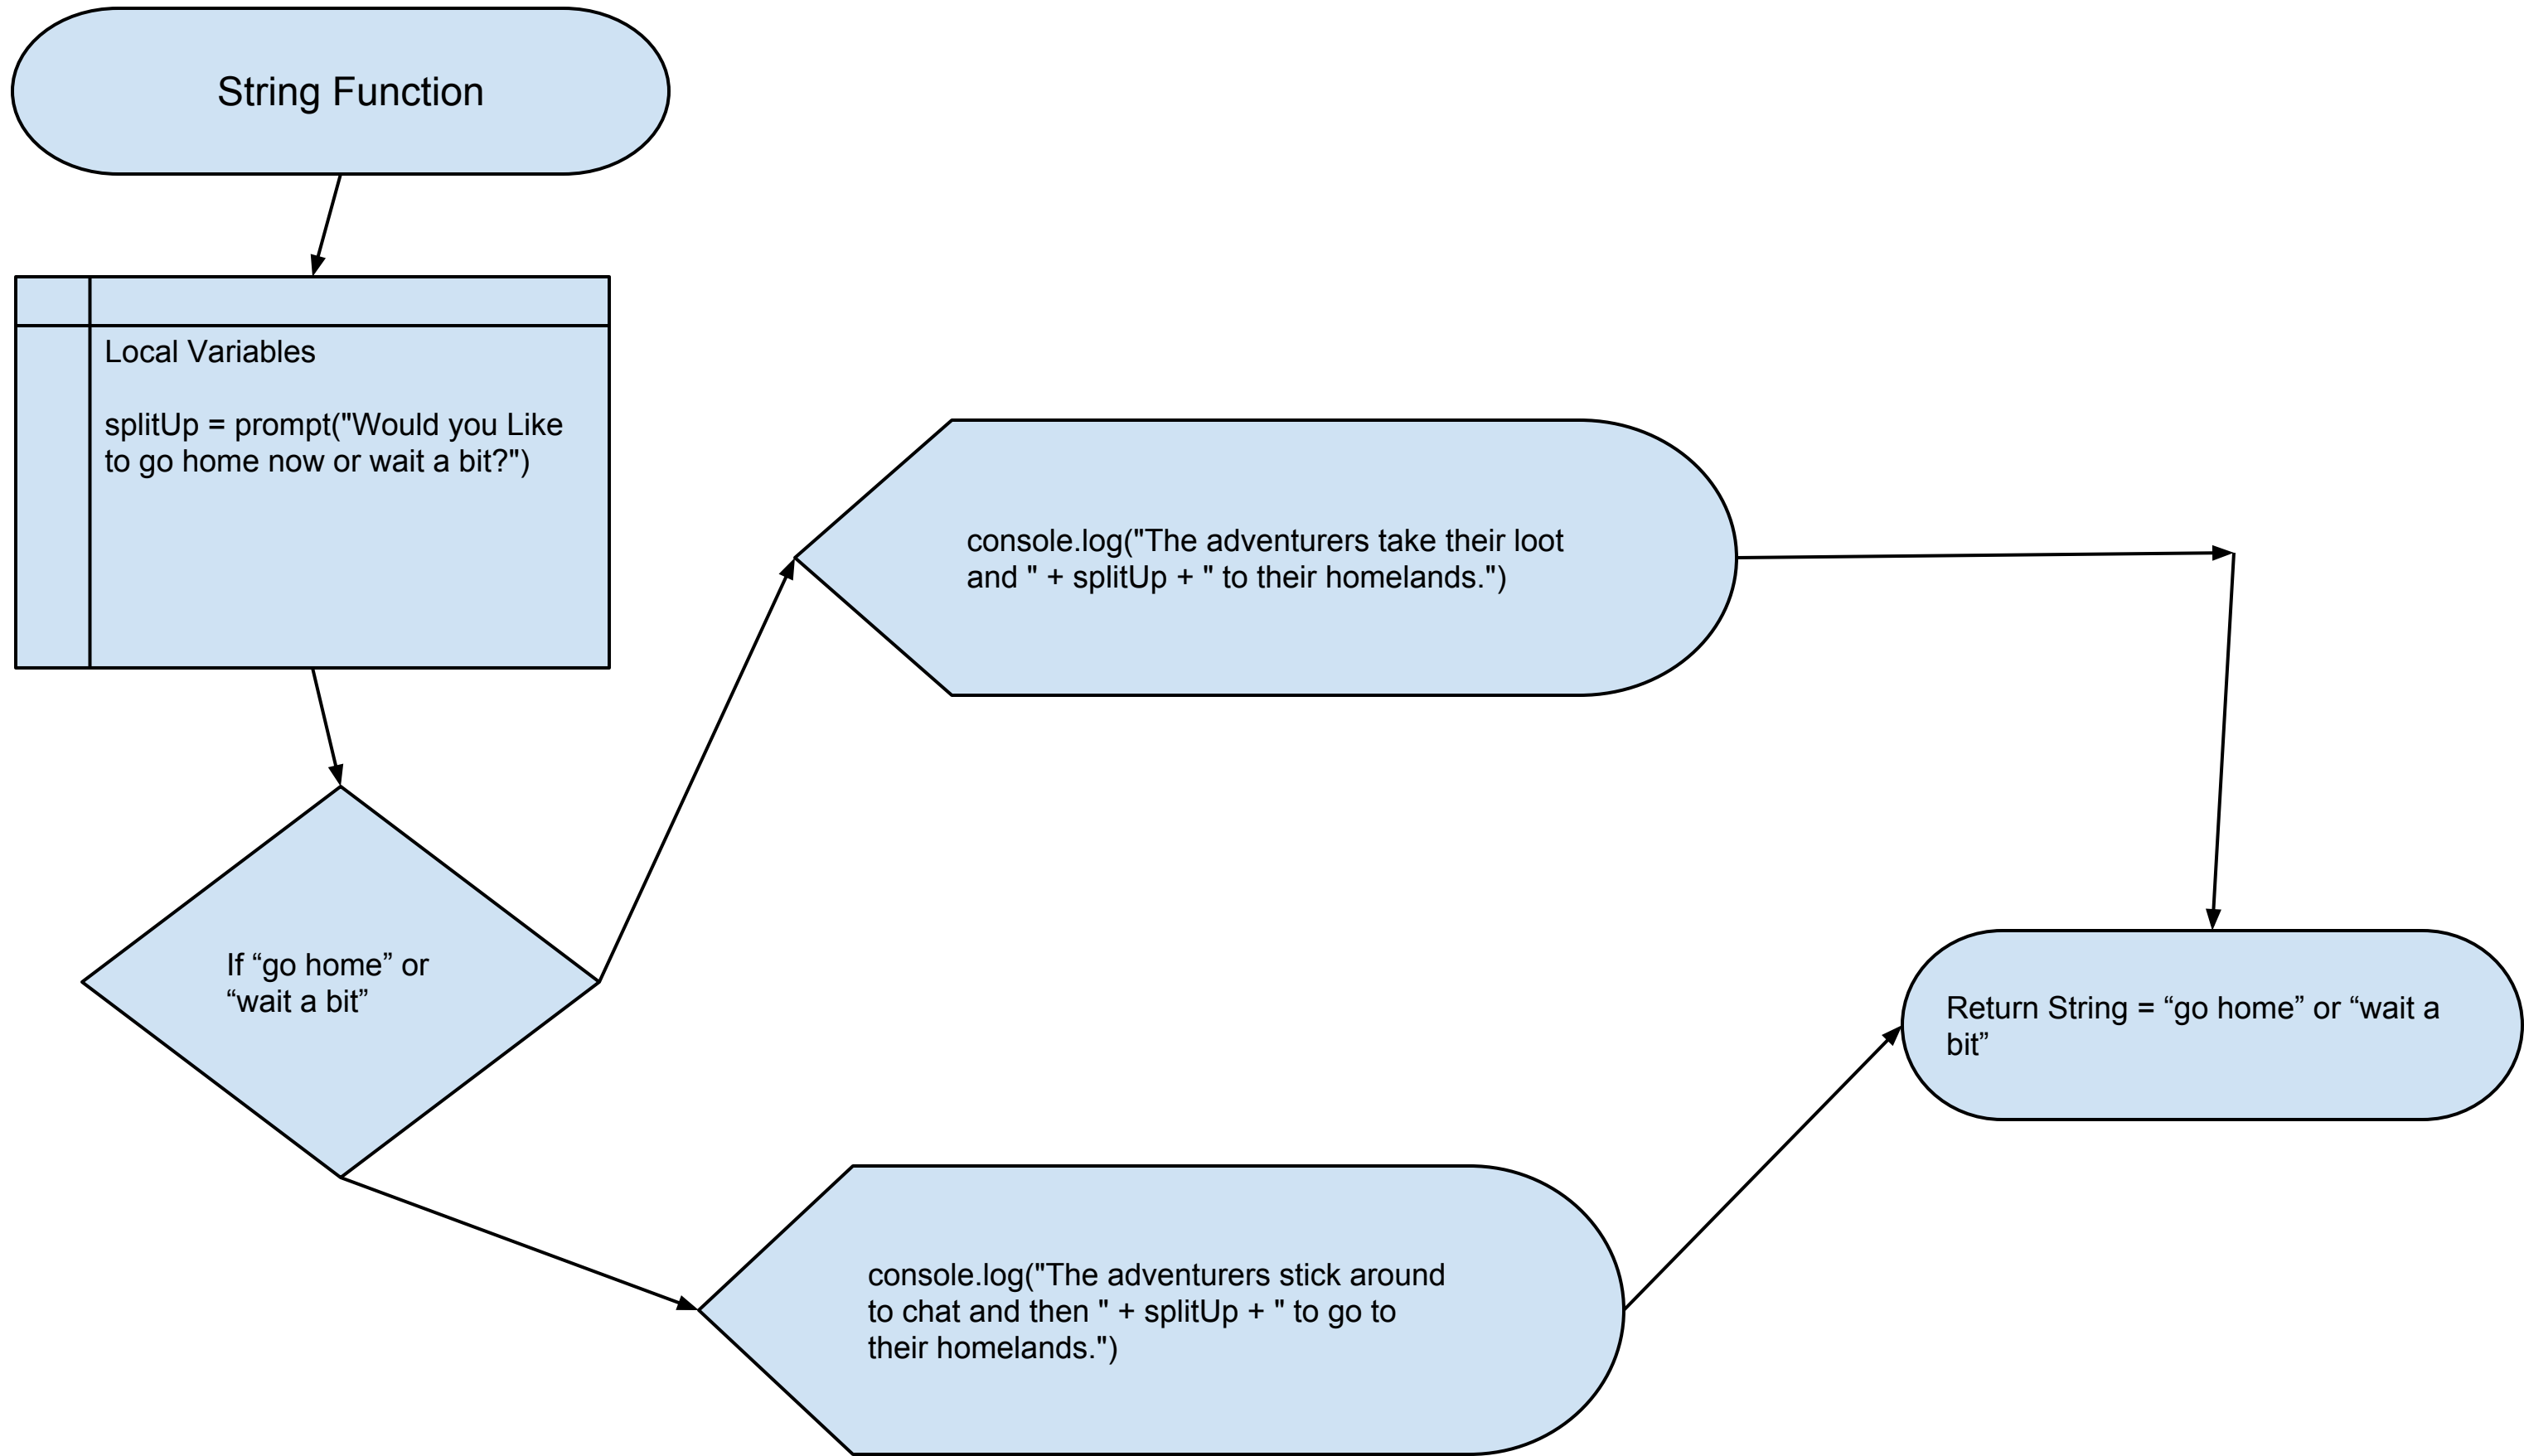 String Function
Local Variables
splitUp = prompt("Would you Like
to go home now or wait a bit?")
console.log("The adventurers take their loot
and " + splitUp + " to their homelands.")
If “go home” or
“wait a bit”
Return String = “go home” or “wait a
bit”
console.log("The adventurers stick around
to chat and then " + splitUp + " to go to
their homelands.")